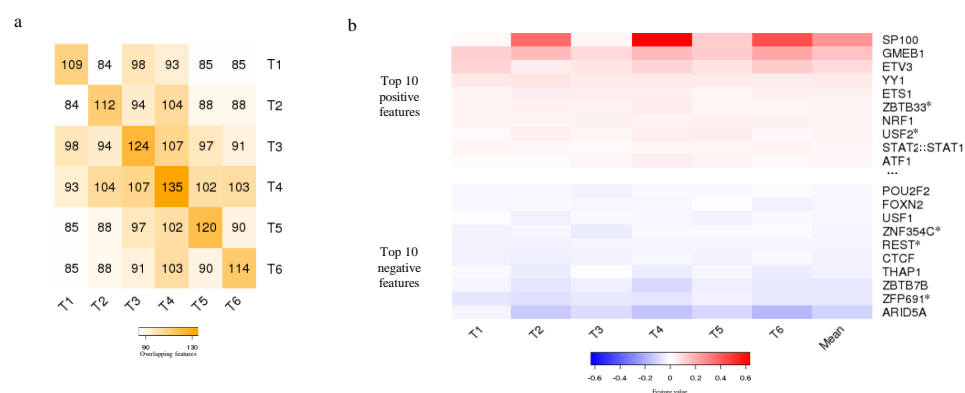 a
109 84 98 93 85 85 T1
84 112 94 104 88 88 T2
98 94 124 107 97 91 T3
93 104 107 135 102 103 T4
85 88 97 102 120 90 T5
85 88 91 103 90 114 T6
T1 T2 T3 T4 T5 T6
90 130
Overlapping features
b
Top 10
positive
features
SP100
GMEB1
ETV3
YY1
ETS1
ZBTB33*
NRF1
USF2*
STAT2::STAT1
ATF1
...
Top 10
negative
features
POU2F2
FOXN2
USF1
ZNF354C*
REST*
CTCF
THAP1
ZBTB7B
ZFP691*
ARID5A
T1 T2 T3 T4 T5 T6 Mean
-0.6 -0.4 -0.2 0 0.2 0.4 0.6
Feature value